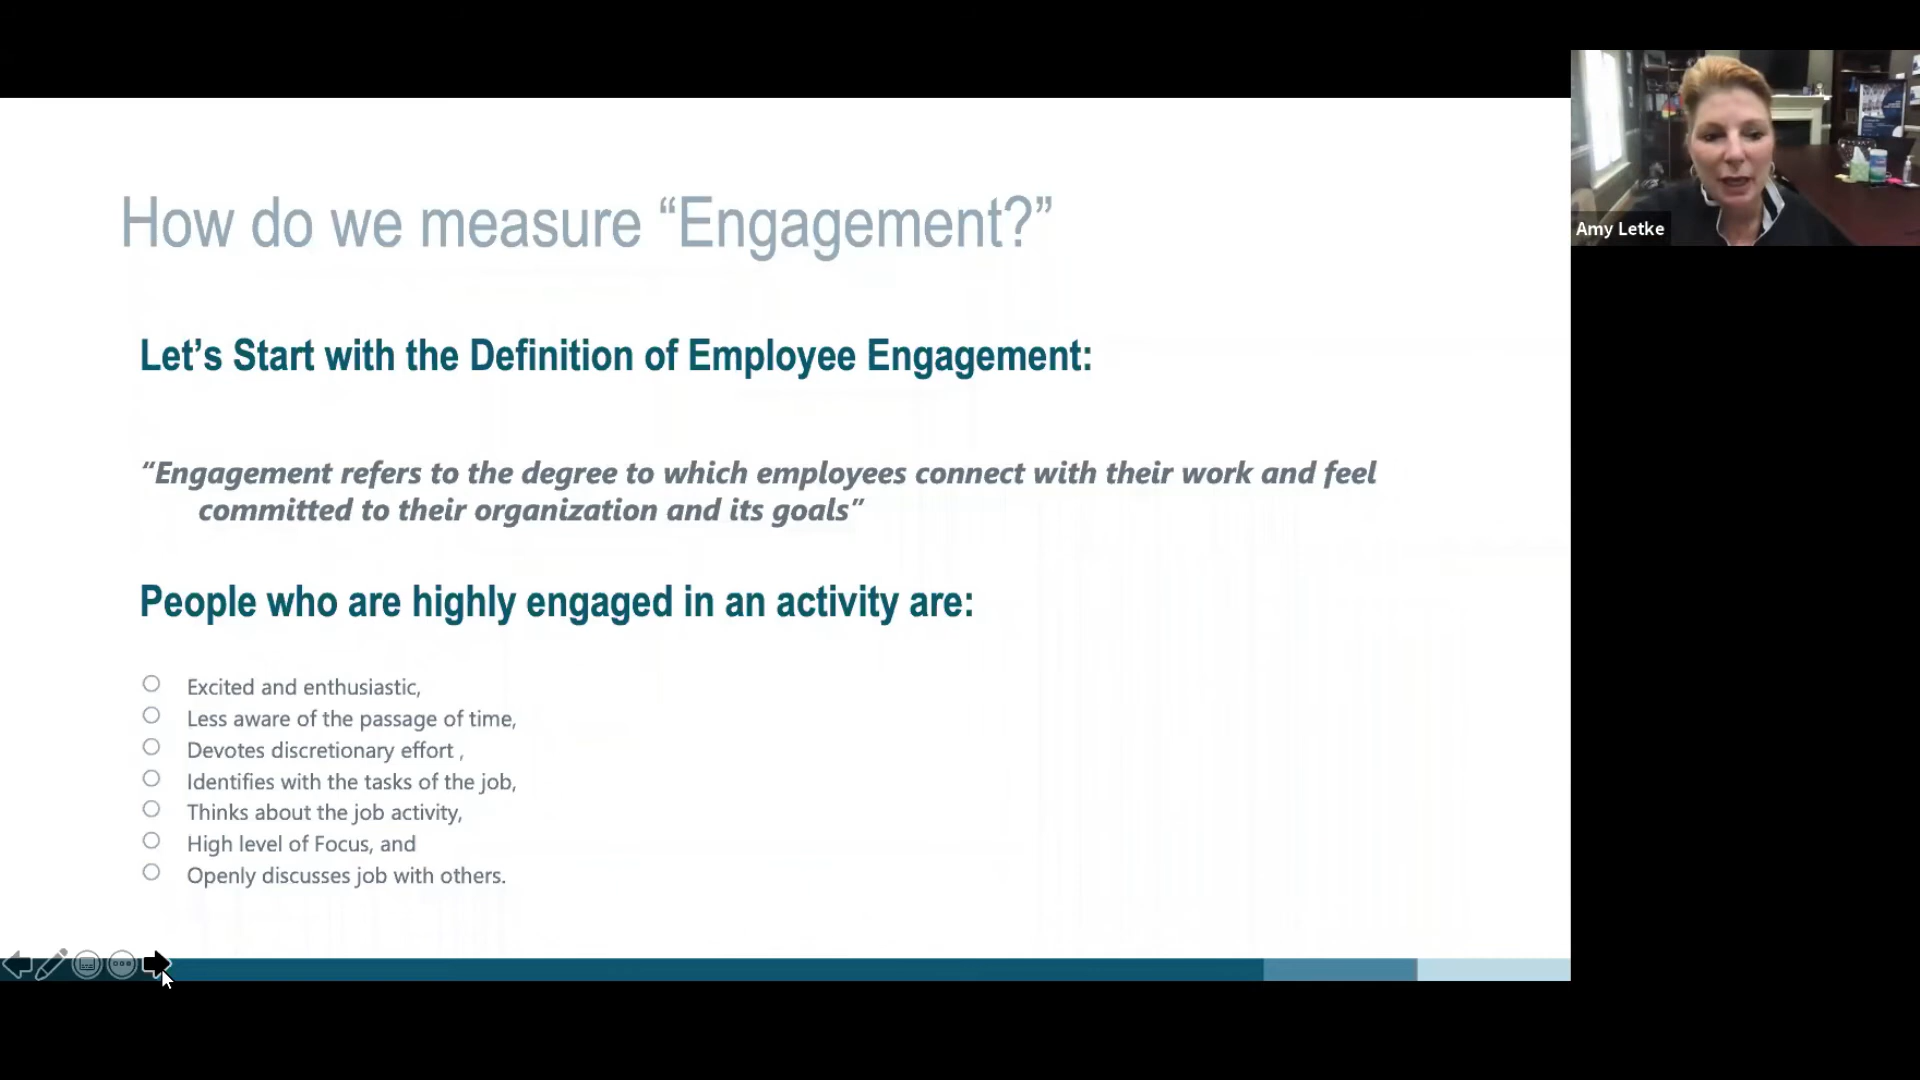 How do we measure “Engagement?”
Let’s Start with the Definition of Employee Engagement:
“Engagement refers to the degree to which employees connect with their work and feel
committed to their organization and its goals”
People who are highly engaged in an activity are:
Excited and enthusiastic,
Less aware of the passage of time,
Devotes discretionary effort ,
Identifies with the tasks of the job,
Thinks about the job activity,
High level of Focus, and
Openly discusses job with others.
Amy Letke